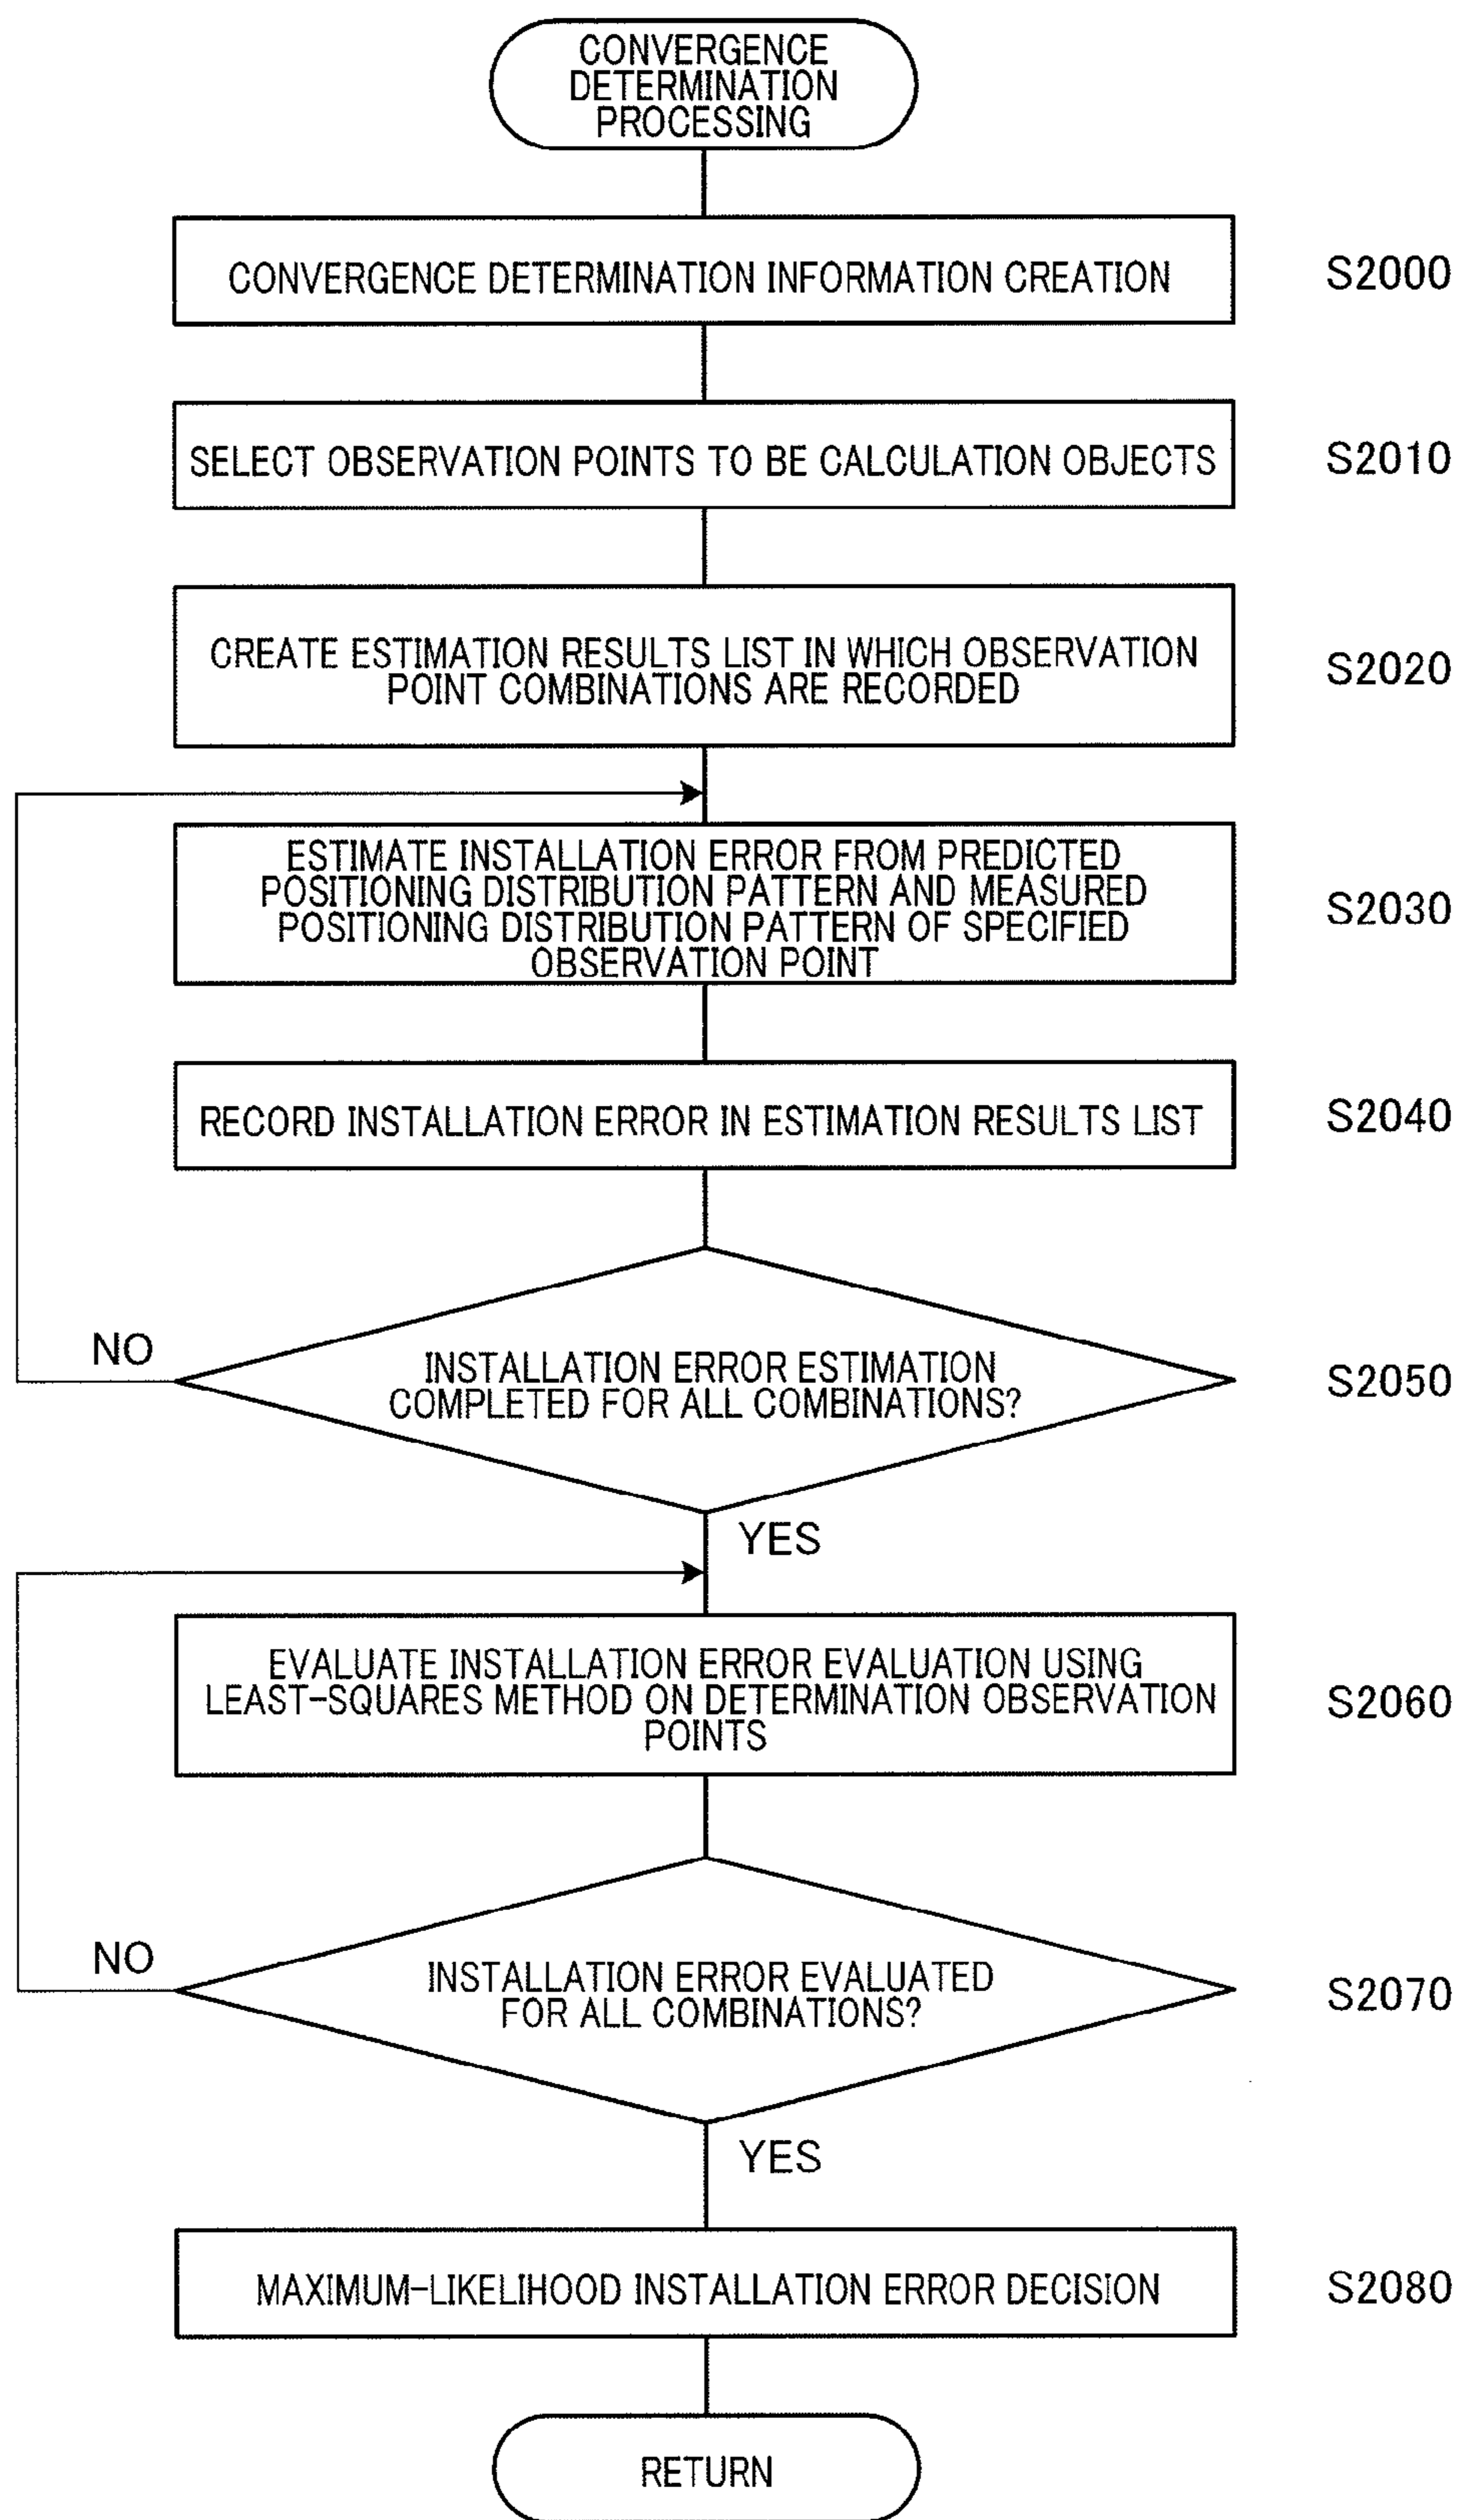 CONVERGENCE
DETERMINATION
PROCESSING
CONVERGENCE DETERMINATION INFORMATION CREATION
S2000
SELECT OBSERVATION POINTS TO BE CALCULATION OBJECTS
S2010
CREATE ESTIMATION RESULTS LIST IN WHICH OBSERVATION
POINT COMBINATIONS ARE RECORDED
S2020
ESTIMATE INSTALLATION ERROR FROM PREDICTED
POSITIONING DISTRIBUTION PATTERN AND MEASURED
POSITIONING DISTRIBUTION PATTERN OF SPECIFIED
OBSERVATION POINT
S2030
RECORD INSTALLATION ERROR IN ESTIMATION RESULTS LIST
S2040
NO
INSTALLATION ERROR ESTIMATION
COMPLETED FOR ALL COMBINATIONS?
S2050
YES
EVALUATE INSTALLATION ERROR EVALUATION USING
LEAST-SQUARES METHOD ON DETERMINATION OBSERVATION
POINTS
S2060
NO
INSTALLATION ERROR EVALUATED
FOR ALL COMBINATIONS?
S2070
YES
MAXIMUM-LIKELIHOOD INSTALLATION ERROR DECISION
S2080
RETURN